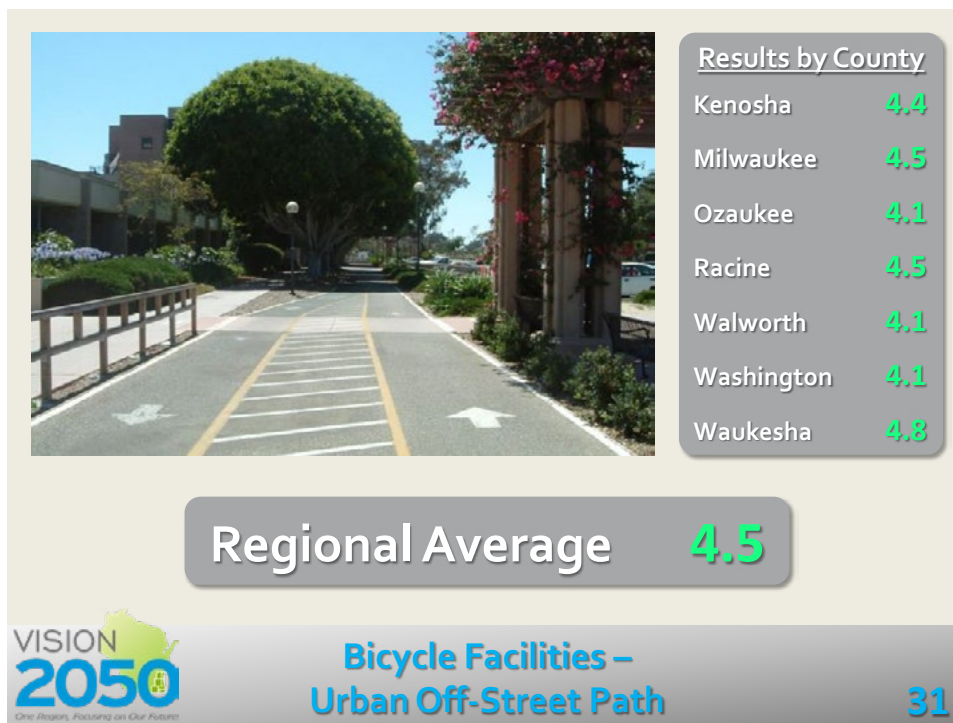 Results by County
Kenosha 4.4
Milwaukee 4.5
Ozaukee 4.1
Racine 4.5
Walworth 4.1
Washington 4.1
Waukesha 4.8
Regional Average 4.5
VISION
2050
One Region, Focusing on Our Future
Bicycle Facilities –
Urban Off-Street Path
31